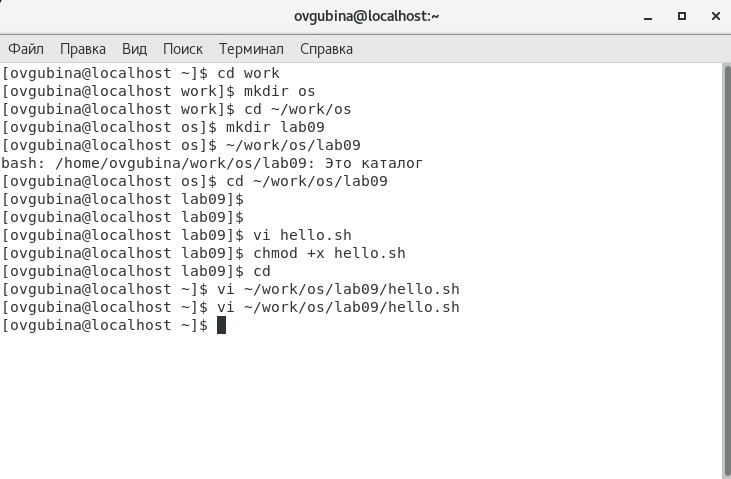 ovgubina@localhost:~
Файл Правка Вид Поиск Терминал Справка
[ovgubina@localhost ~]$ cd work
[ovgubina@localhost work]$ mkdir os
[ovgubina@localhost work]$ cd ~/work/os
[ovgubina@localhost os]$ mkdir lab09
[ovgubina@localhost os]$ ~/work/os/lab09
bash: /home/ovgubina/work/os/lab09: Это каталог
[ovgubina@localhost os]$ cd ~/work/os/lab09
[ovgubina@localhost lab09]$
[ovgubina@localhost lab09]$
[ovgubina@localhost lab09]$ vi hello.sh
[ovgubina@localhost lab09]$ chmod +x hello.sh
[ovgubina@localhost lab09]$ cd
[ovgubina@localhost ~]$ vi ~/work/os/lab09/hello.sh
[ovgubina@localhost ~]$ vi ~/work/os/lab09/hello.sh
[ovgubina@localhost ~]$